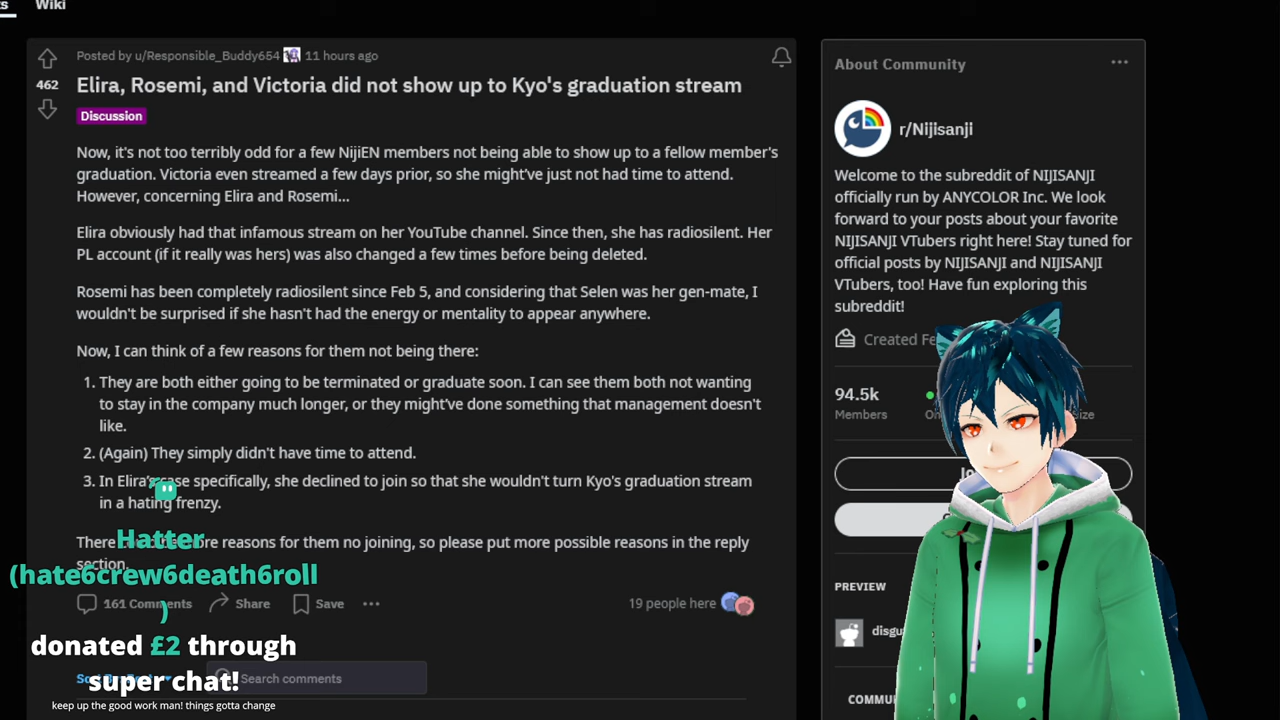 Wiki
Posted by u/Responsible_Buddy654 11 hours ago
462
Elira, Rosemi, and Victoria did not show up to Kyo's graduation stream
Discussion
Now, it's not too terribly odd for a few NijiEN members not being able to show up to a fellow member's
graduation. Victoria even streamed a few days prior, so she might've just not had time to attend.
However, concerning Elira and Rosemi...
Elira obviously had that infamous stream on her YouTube channel. Since then, she has radiosilent. Her
PL account (if it really was hers) was also changed a few times before being deleted.
Rosemi has been completely radiosilent since Feb 5, and considering that Selen was her gen-mate, I
wouldn't be surprised if she hasn't had the energy or mentality to appear anywhere.
Now, I can think of a few reasons for them not being there:
1. They are both either going to be terminated or graduate soon. I can see them both not wanting
to stay in the company much longer, or they might've done something that management doesn't
like.
2. (Again) They simply didn't have time to attend.
3. In Elira's case specifically, she declined to join so that she wouldn't turn Kyo's graduation stream
in a hating frenzy.
There reasons for them no joining, so please put more possible reasons in the reply
section.
161 Comments Share Save
19 people here
Search comments
Hatter
(hate6crew6death6roll
)
donated £2 through
super chat!
keep up the good work man! things gotta change
About Community
r/Nijisanji
Welcome to the subreddit of NIJISANJI
officially run by ANYCOLOR Inc. We look
forward to your posts about your favorite
NIJISANJI VTubers right here! Stay tuned for
official posts by NIJISANJI and NIJISANJI
VTubers, too! Have fun exploring this
subreddit!
Created
94.5k
Members
PREVIEW